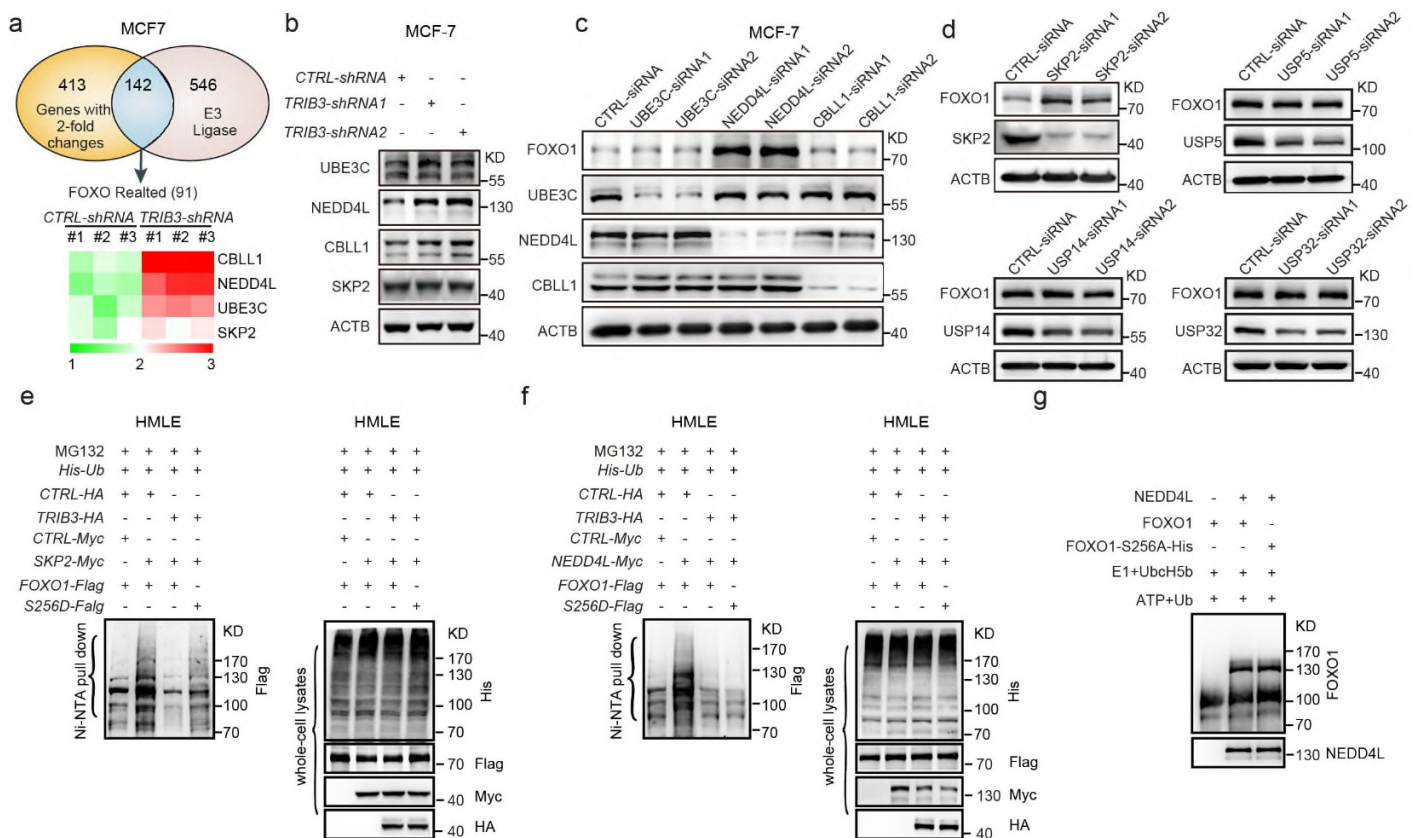 a
MCF7
413
142
546
Genes with
2-fold
changes
E3
Ligase
FOXO Realted (91)
CTRL-shRNA TRIB3-shRNA
#1 #2 #3 #1 #2 #3
CBLL1
NEDD4L
UBE3C
SKP2
1 2 3
b
MCF-7
CTRL-shRNA + - -
TRIB3-shRNA1 - + -
TRIB3-shRNA2 - - +
KD
UBE3C 55
NEDD4L 130
CBLL1 55
SKP2 40
ACTB 40
c
MCF-7
CTRL-siRNA UBE3C-siRNA1 UBE3C-siRNA2 NEDD4L-siRNA1 NEDD4L-siRNA2 CBLL1-siRNA1 CBLL1-siRNA2
KD
FOXO1 70
UBE3C 55
NEDD4L 130
CBLL1 55
ACTB 40
d
CTRL-siRNA SKP2-siRNA1 SKP2-siRNA2
KD
FOXO1 70
SKP2 40
ACTB 40
CTRL-siRNA USP5-siRNA1 USP5-siRNA2
KD
FOXO1 70
USP5 100
ACTB 40
CTRL-siRNA USP14-siRNA1 USP14-siRNA2
KD
FOXO1 70
USP14 55
ACTB 40
CTRL-siRNA USP32-siRNA1 USP32-siRNA2
KD
FOXO1 70
USP32 130
ACTB 40
e
HMLE
MG132 + + + +
His-Ub + + + +
CTRL-HA + + - -
TRIB3-HA - - + +
CTRL-Myc + - - -
SKP2-Myc - + + +
FOXO1-Flag + + + -
S256D-Falg - - - +
Ni-NTA pull down
KD
170
130
100
70
Flag
HMLE
+ + + +
+ + + +
+ + - -
- - + +
+ - - -
- + + +
+ + + -
- - - +
whole-cell lysates
KD
170
130
100
70
His
70 Flag
40 Myc
40 HA
f
HMLE
MG132 + + + +
His-Ub + + + +
CTRL-HA + + - -
TRIB3-HA - - + +
CTRL-Myc + - - -
NEDD4L-Myc - + + +
FOXO1-Flag + + + -
S256D-Flag - - - +
Ni-NTA pull down
KD
170
130
100
70
Flag
HMLE
+ + + +
+ + + +
+ + - -
- - + +
+ - - -
- + + +
+ + + -
- - - +
whole-cell lysates
KD
170
130
100
70
His
70 Flag
130 Myc
40 HA
g
NEDD4L - + +
FOXO1 + + -
FOXO1-S256A-His - - +
E1+UbcH5b + + +
ATP+Ub + + +
KD
170
130
100
70
FOXO1
130 NEDD4L